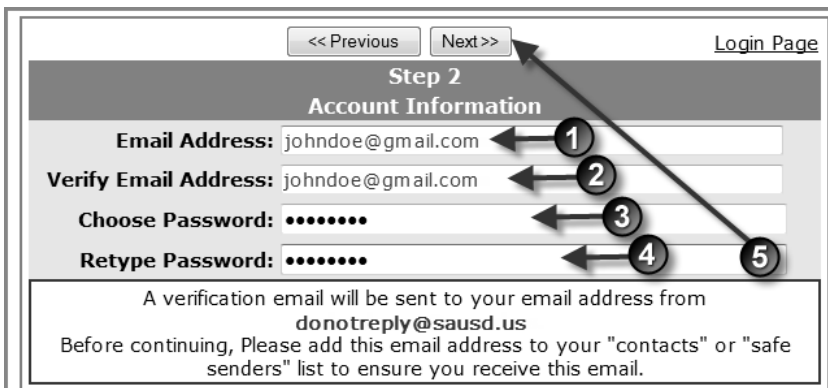 << Previous Next >> Login Page
Step 2
Account Information
Email Address: johndoe@gmail.com 1
Verify Email Address: johndoe@gmail.com 2
Choose Password: •••••••• 3
Retype Password: •••••••• 4 5
A verification email will be sent to your email address from
donotreply@sausd.us
Before continuing, Please add this email address to your "contacts" or "safe
senders" list to ensure you receive this email.